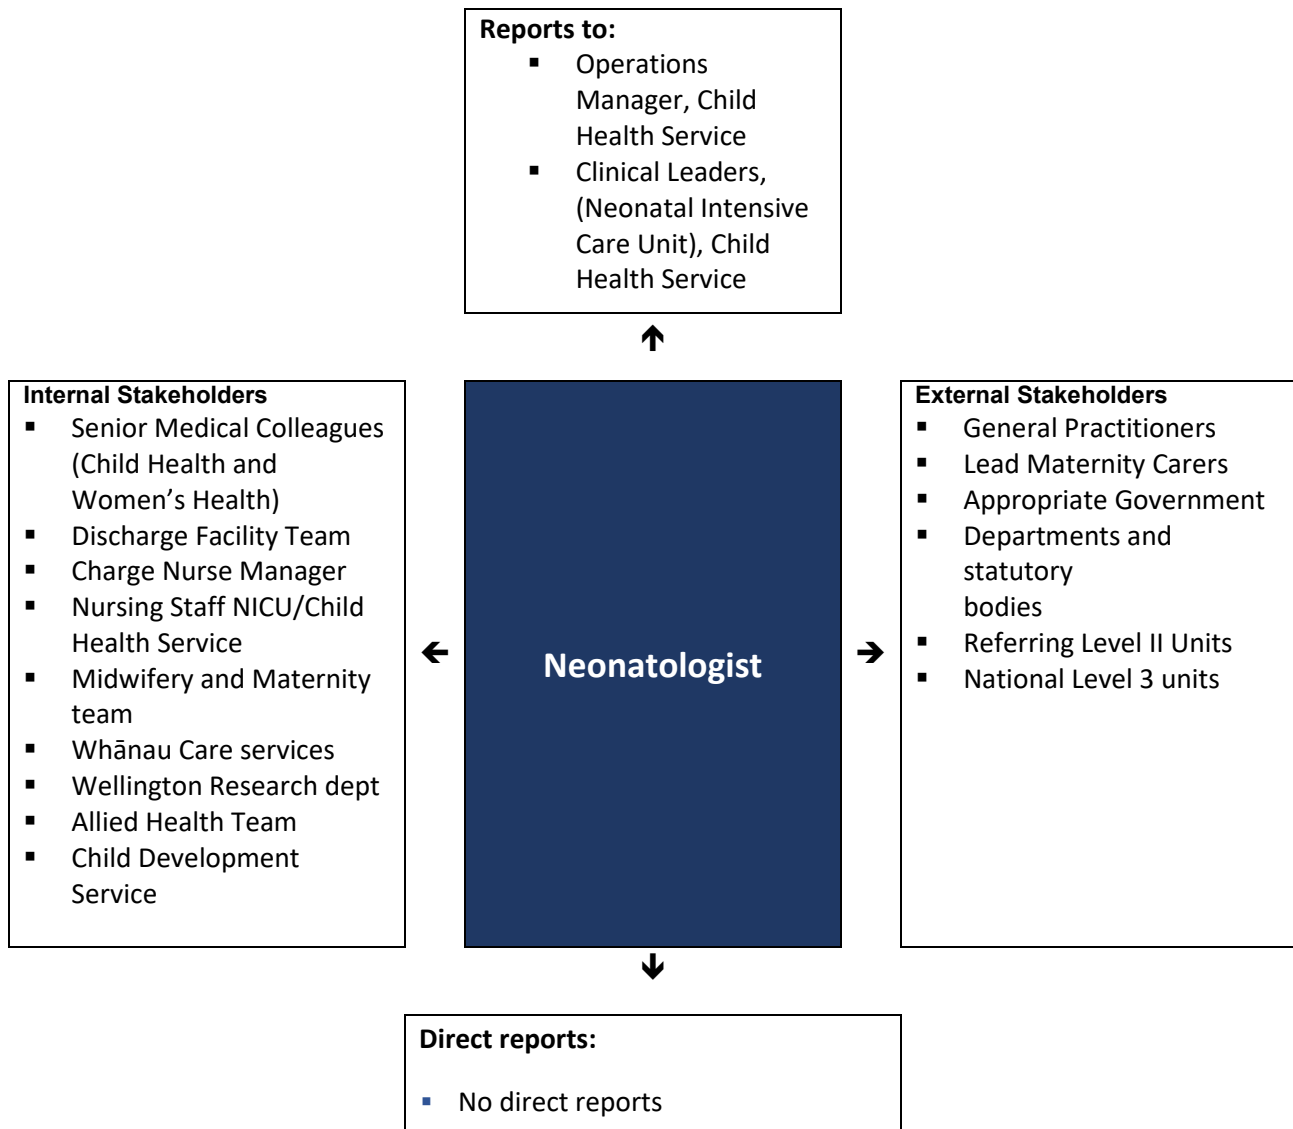 Reports to:
▪ Operations
Manager, Child
Health Service
▪ Clinical Leaders,
(Neonatal Intensive
Care Unit), Child
Health Service
Internal Stakeholders
▪ Senior Medical Colleagues
(Child Health and
Women’s Health)
▪ Discharge Facility Team
▪ Charge Nurse Manager
▪ Nursing Staff NICU/Child
Health Service
▪ Midwifery and Maternity
team
▪ Whānau Care services
▪ Wellington Research dept
▪ Allied Health Team
▪ Child Development
Service
Neonatologist
External Stakeholders
▪ General Practitioners
▪ Lead Maternity Carers
▪ Appropriate Government
▪ Departments and
statutory
bodies
▪ Referring Level II Units
▪ National Level 3 units
Direct reports:
▪ No direct reports